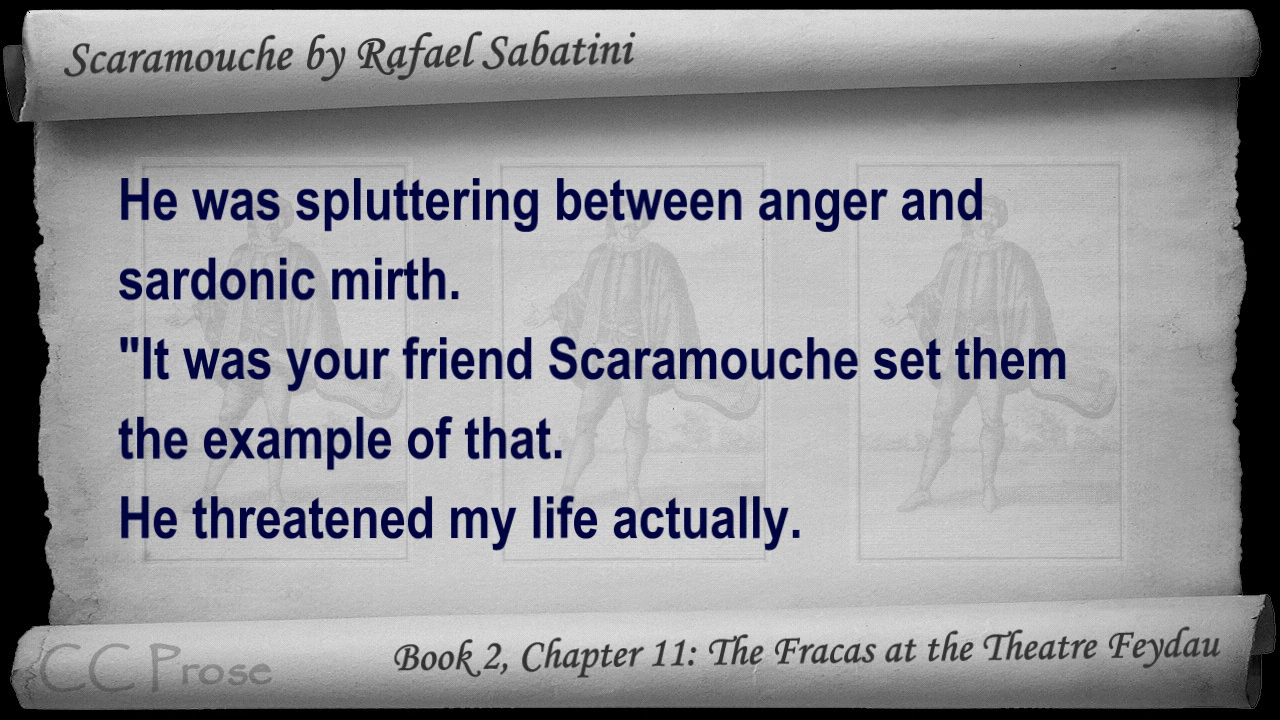 Scaramouche by Rafael Sabatini
He was spluttering between anger and
sardonic mirth.
"It was your friend Scaramouche set them
the example of that.
He threatened my life actually.
Book 2, Chapter 11: The Fracas at the Theatre Feydau
CC Prose